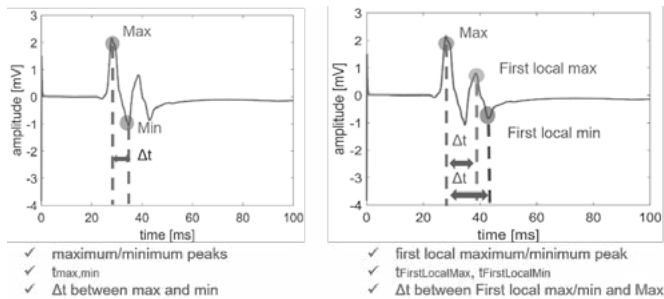 3
2
1
0
-1
-2
-3
-4
amplitude [mV]
Max
Min
Δt
0 20 40 60 80 100
time [ms]
✓ maximum/minimum peaks
✓ tmax,min
✓ Δt between max and min
3
2
1
0
-1
-2
-3
-4
amplitude [mV]
Max
First local max
First local min
Δt
Δt
0 20 40 60 80 100
time [ms]
✓ first local maximum/minimum peak
✓ tFirstLocalMax, tFirstLocalMin
✓ Δt between First local max/min and Max